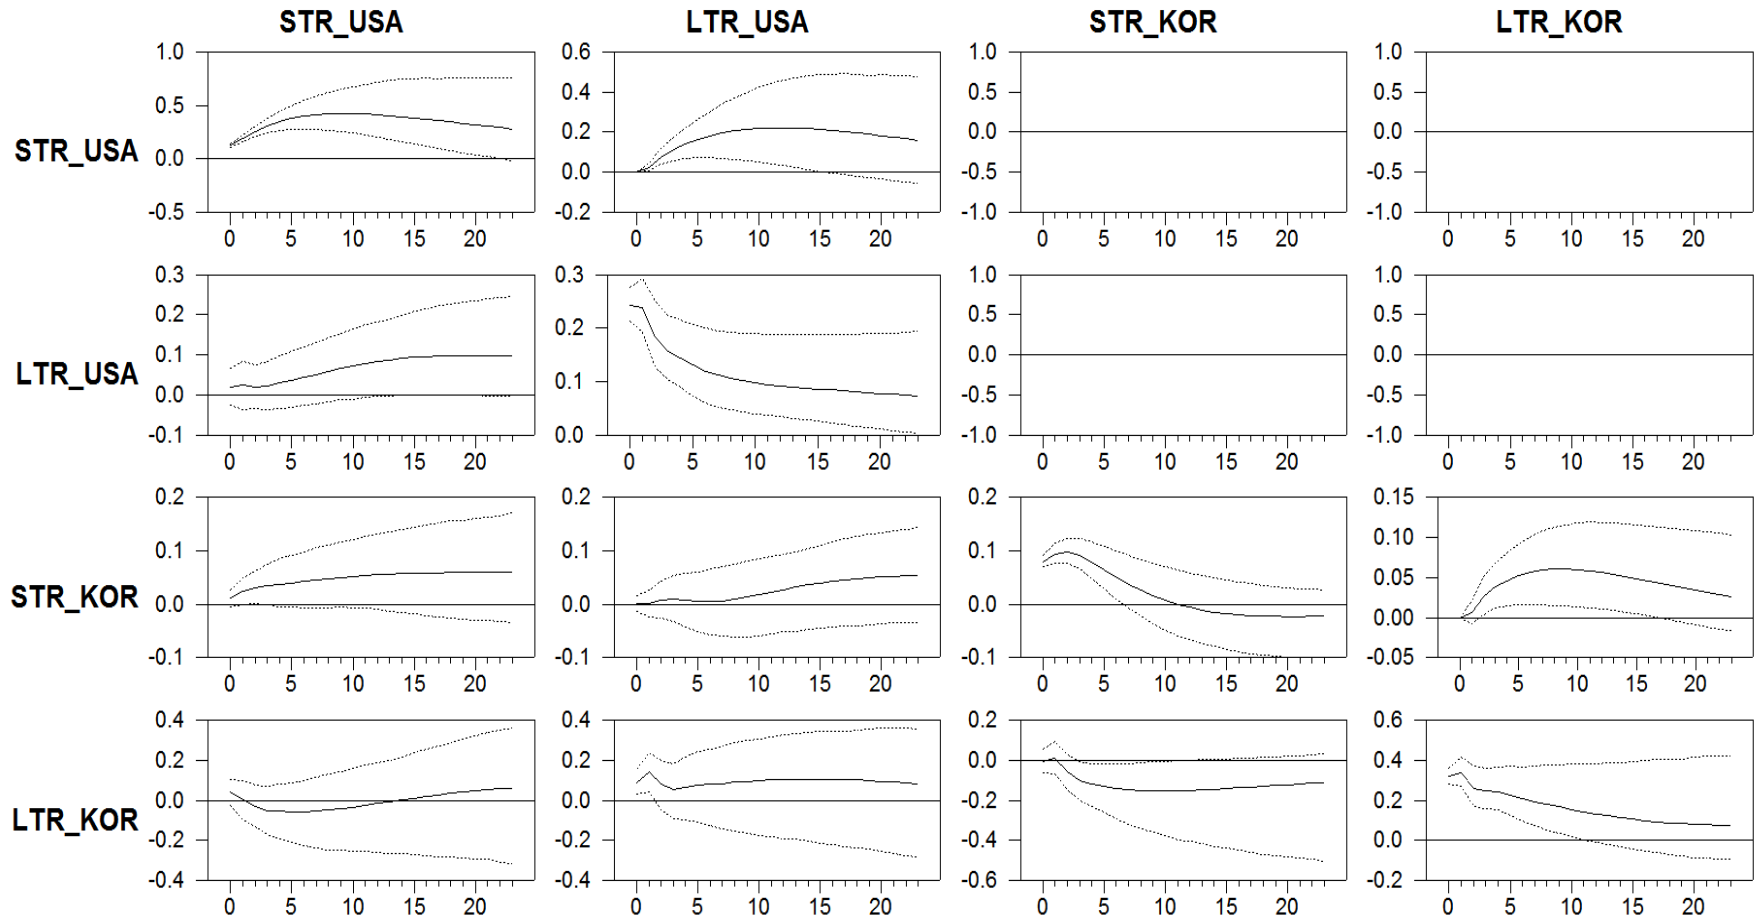 STR_USA LTR_USA STR_KOR LTR_KOR
STR_USA
1.0 0.5 0.0 -0.5
0 5 10 15 20
0.6 0.4 0.2 0.0 -0.2
0 5 10 15 20
1.0 0.5 0.0 -0.5 -1.0
0 5 10 15 20
1.0 0.5 0.0 -0.5 -1.0
0 5 10 15 20
LTR_USA
0.3 0.2 0.1 0.0 -0.1
0 5 10 15 20
0.3 0.2 0.1 0.0
0 5 10 15 20
1.0 0.5 0.0 -0.5 -1.0
0 5 10 15 20
1.0 0.5 0.0 -0.5 -1.0
0 5 10 15 20
STR_KOR
0.2 0.1 0.0 -0.1
0 5 10 15 20
0.2 0.1 0.0 -0.1
0 5 10 15 20
0.2 0.1 0.0 -0.1
0 5 10 15 20
0.15 0.10 0.05 0.00 -0.05
0 5 10 15 20
LTR_KOR
0.4 0.2 0.0 -0.2 -0.4
0 5 10 15 20
0.4 0.2 0.0 -0.2 -0.4
0 5 10 15 20
0.2 0.0 -0.2 -0.4 -0.6
0 5 10 15 20
0.6 0.4 0.2 0.0 -0.2
0 5 10 15 20